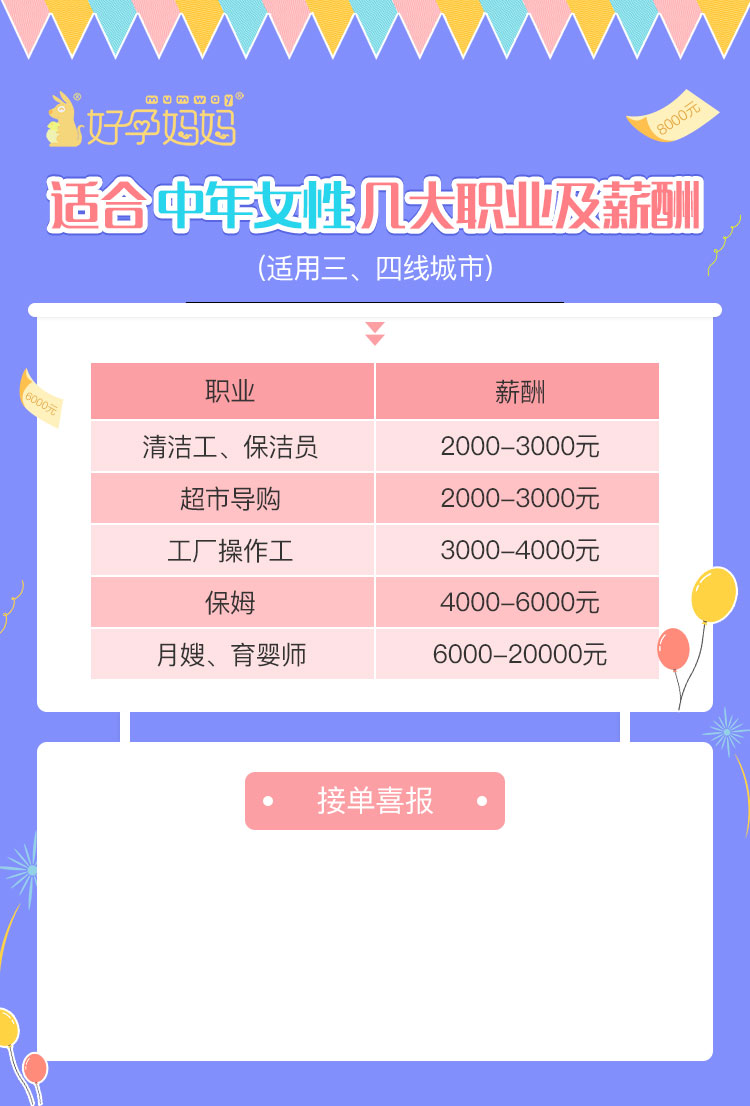 mumway®
®好孕妈妈
8000元
适合中年女性几大职业及薪酬
(适用三、四线城市)
6000元
职业 薪酬
清洁工、保洁员 2000-3000元
超市导购 2000-3000元
工厂操作工 3000-4000元
保姆 4000-6000元
月嫂、育婴师 6000-20000元
接单喜报